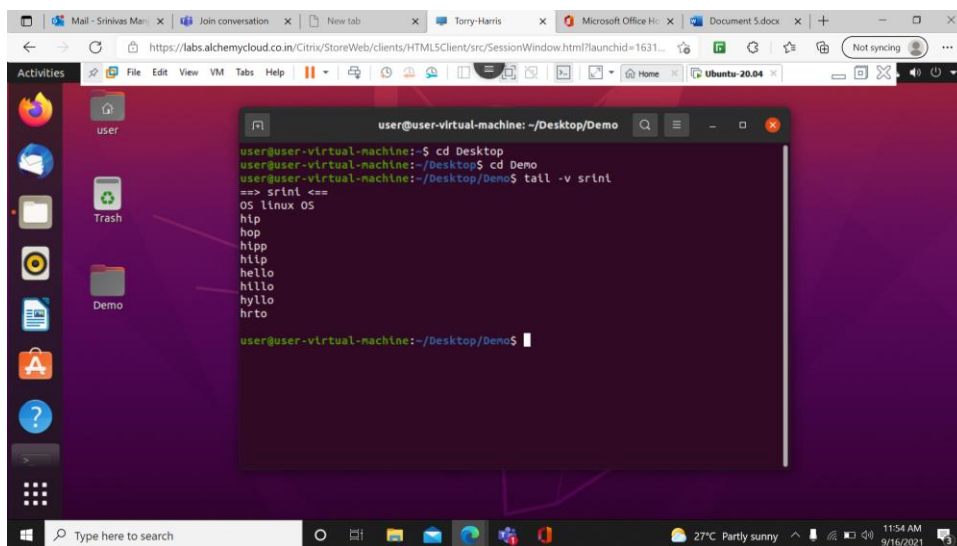 Mail - Srinivas Man
Join conversation
New tab
Torry-Harris
Microsoft Office Ho
Document 5.docx
https://labs.alchemycloud.co.in/Citrix/StoreWeb/clients/HTML5Client/src/SessionWindow.html?launchid=1631...
Not syncing
Activities
File Edit View VM Tabs Help
Home
Ubuntu-20.04
user
Trash
Demo
user@user-virtual-machine: ~/Desktop/Demo
user@user-virtual-machine:~$ cd Desktop
user@user-virtual-machine:~/Desktop$ cd Demo
user@user-virtual-machine:~/Desktop/Demo$ tail -v srini
==> srini <==
OS linux OS
hip
hop
hipp
hiip
hello
hillo
hyllo
hrto
user@user-virtual-machine:~/Desktop/Demo$
Type here to search
27°C Partly sunny
11:54 AM
9/16/2021